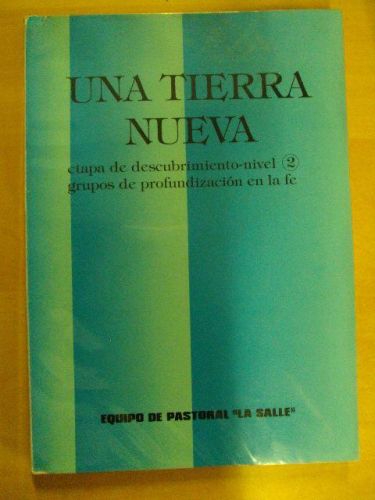 UNA TIERRA
NUEVA
etapa de descubrimiento-nivel ②
grupos de profundización en la fe
EQUIPO DE PASTORAL "LA SALLE"